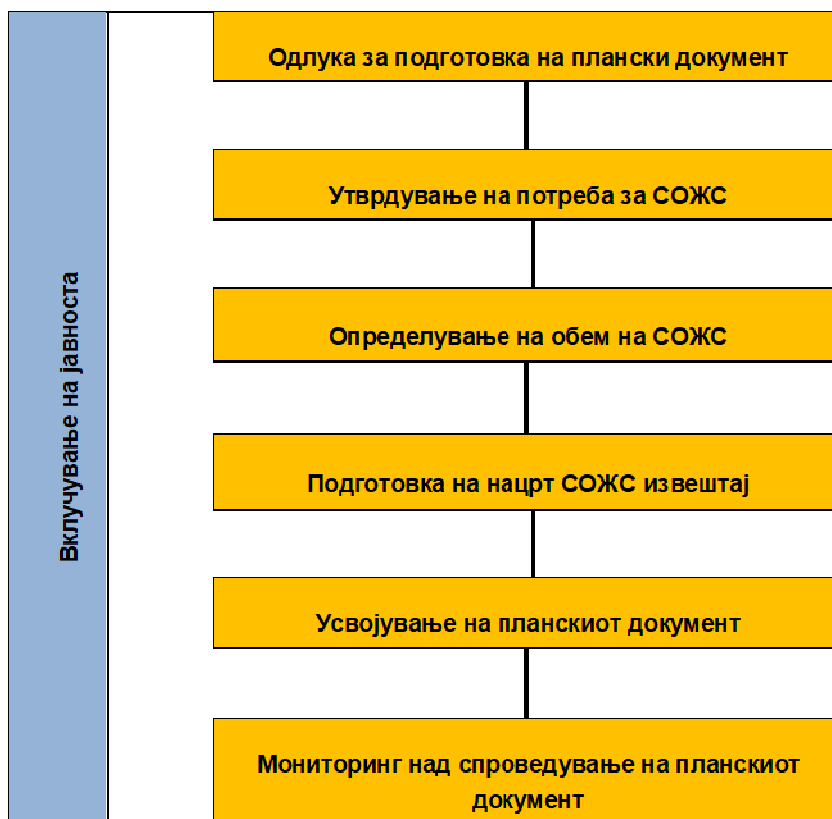 Вклучување на јавноста
Одлука за подготовка на плански документ
Утврдување на потреба за СОЖС
Определување на обем на СОЖС
Подготовка на нацрт СОЖС извештај
Усвојување на планскиот документ
Мониторинг над спроведување на планскиот
документ